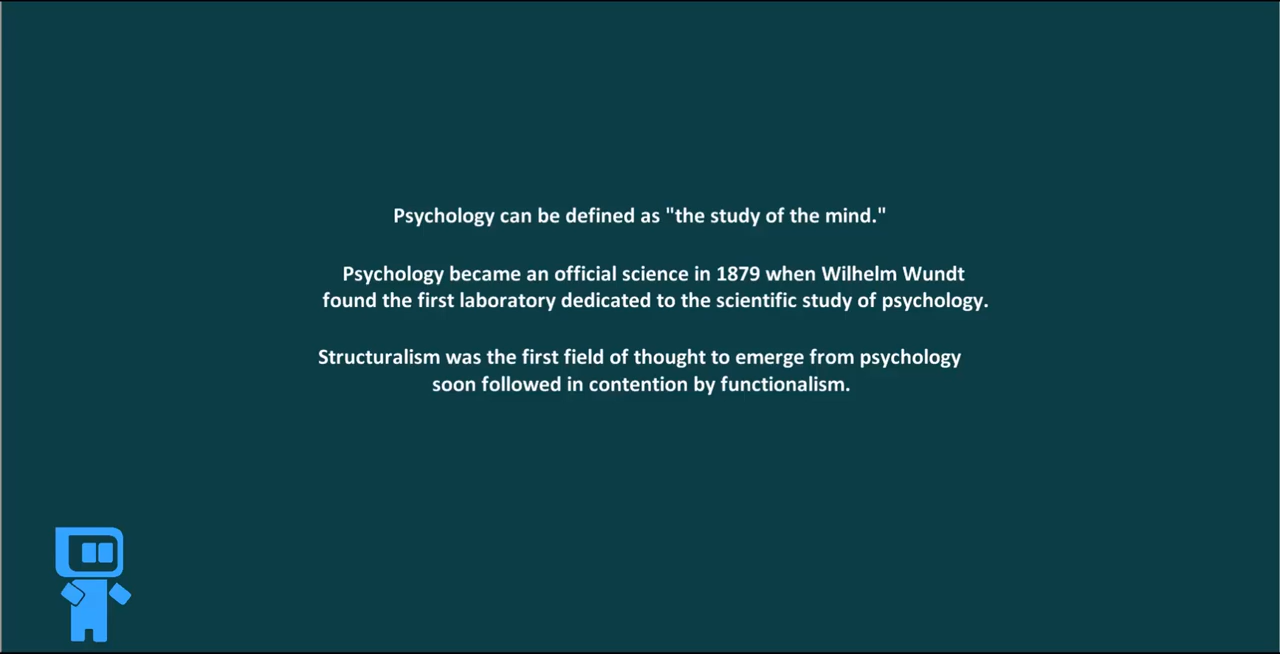 Psychology can be defined as "the study of the mind."
Psychology became an official science in 1879 when Wilhelm Wundt
found the first laboratory dedicated to the scientific study of psychology.
Structuralism was the first field of thought to emerge from psychology
soon followed in contention by functionalism.